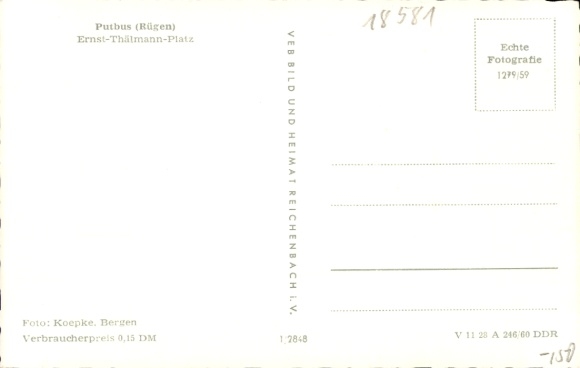 Putbus (Rügen)
Ernst-Thälmann-Platz
18581
Echte
Fotografie
1279/59
VEB BILD UND HEIMAT REICHENBACH i. V.
Foto: Koepke, Bergen
Verbraucherpreis 0,15 DM
1/2848
V 11 28 A 246/60 DDR
-,150